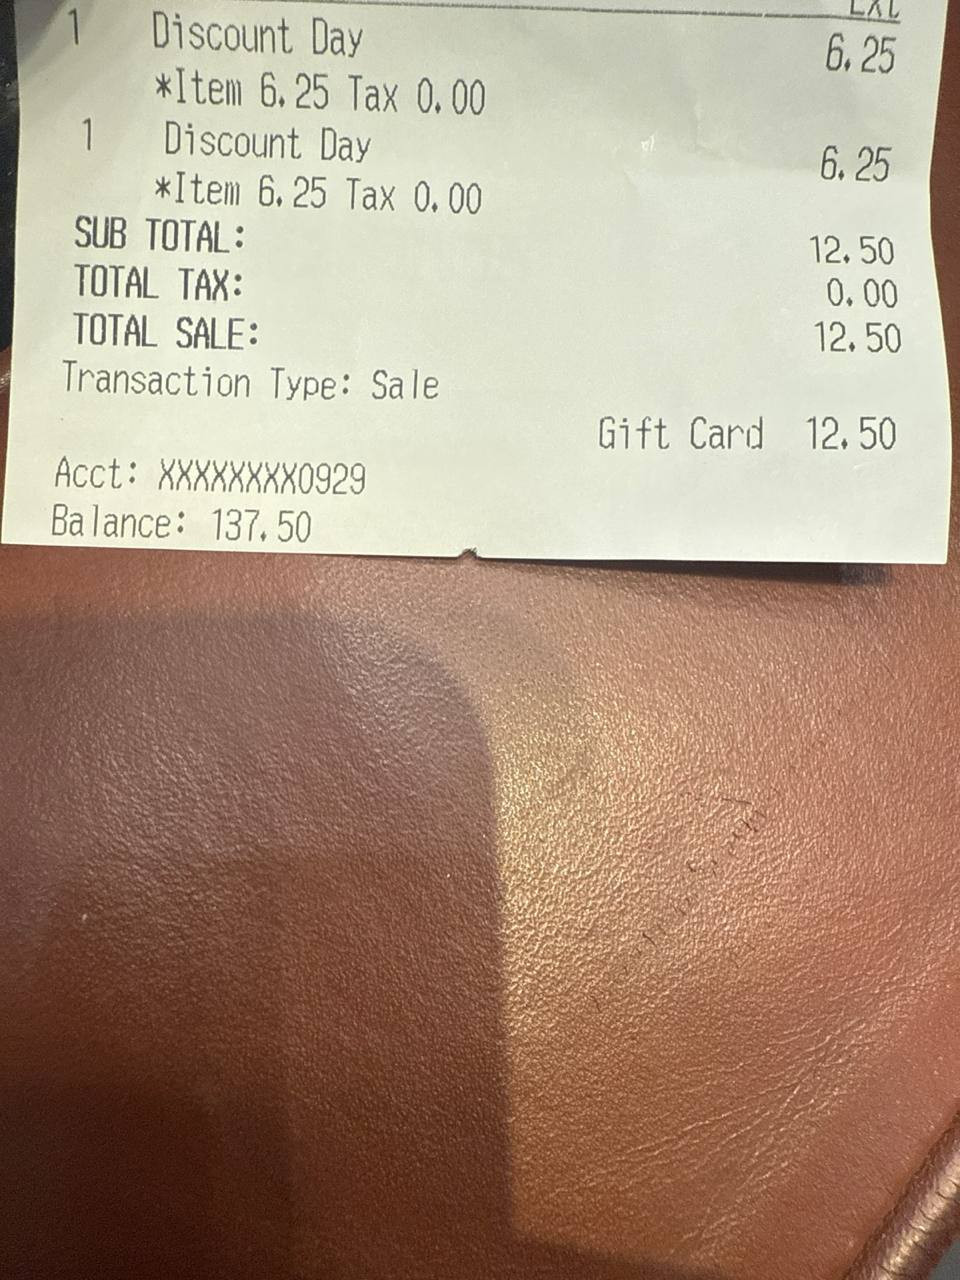 1 Discount Day 6.25
*Item 6.25 Tax 0.00
1 Discount Day 6.25
*Item 6.25 Tax 0.00
SUB TOTAL: 12.50
TOTAL TAX: 0.00
TOTAL SALE: 12.50
Transaction Type: Sale
Gift Card 12.50
Acct: XXXXXXXX0929
Balance: 137.50